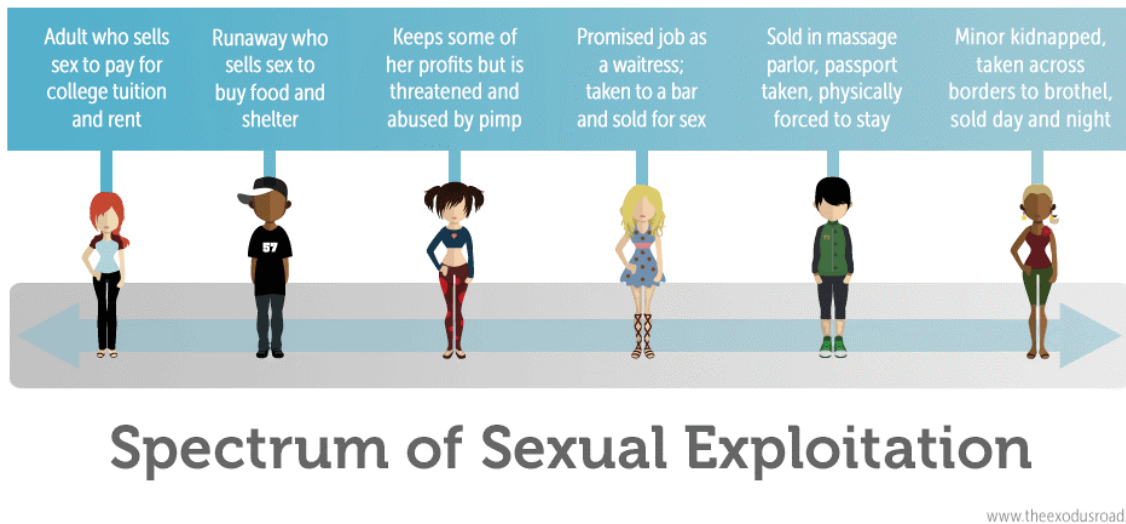 Adult who sells
sex to pay for
college tuition
and rent
Runaway who
sells sex to
buy food and
shelter
Keeps some of
her profits but is
threatened and
abused by pimp
Promised job as
a waitress;
taken to a bar
and sold for sex
Sold in massage
parlor, passport
taken, physically
forced to stay
Minor kidnapped,
taken across
borders to brothel,
sold day and night
57
Spectrum of Sexual Exploitation
www.theexodusroad